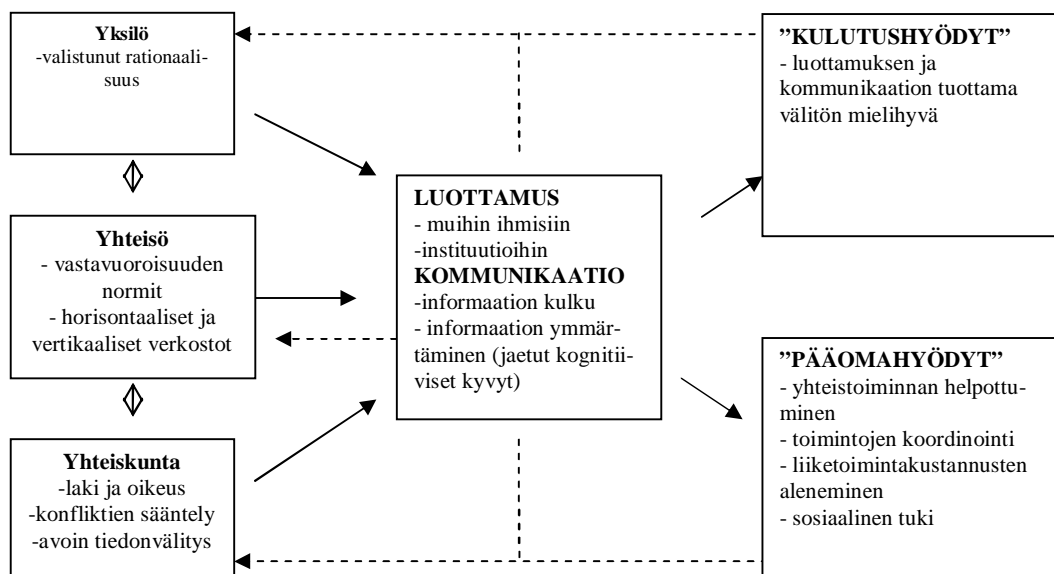 Yksilö
-valistunut rationaali-
suus
Yhteisö
- vastavuoroisuuden
normit
- horisontaaliset ja
vertikaaliset verkostot
Yhteiskunta
-laki ja oikeus
-konfliktien sääntely
-avoin tiedonvälitys
LUOTTAMUS
- muihin ihmisiin
-instituutioihin
KOMMUNIKAATIO
-informaation kulku
- informaation ymmär-
täminen (jaetut kognitii-
viset kyvyt)
”KULUTUSHYÖDYT”
- luottamuksen ja
kommunikaation tuottama
välitön mielihyvä
”PÄÄOMAHYÖDYT”
- yhteistoiminnan helpottu-
minen
- toimintojen koordinointi
- liiketoimintakustannusten
aleneminen
- sosiaalinen tuki